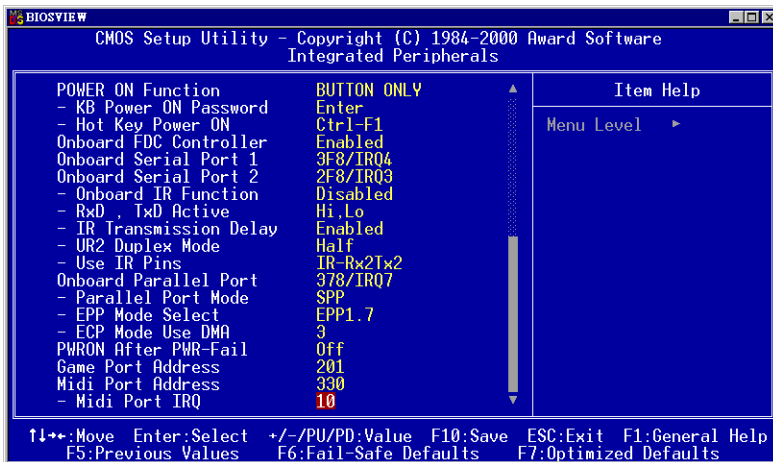 BIOSVIEW
CMOS Setup Utility - Copyright (C) 1984-2000 Award Software
Integrated Peripherals
POWER ON Function BUTTON ONLY
- KB Power ON Password Enter
- Hot Key Power ON Ctrl-F1
Onboard FDC Controller Enabled
Onboard Serial Port 1 3F8/IRQ4
Onboard Serial Port 2 2F8/IRQ3
- Onboard IR Function Disabled
- RxD , TxD Active Hi,Lo
- IR Transmission Delay Enabled
- UR2 Duplex Mode Half
- Use IR Pins IR-Rx2Tx2
Onboard Parallel Port 378/IRQ7
- Parallel Port Mode SPP
- EPP Mode Select EPP1.7
- ECP Mode Use DMA 3
PWRON After PWR-Fail Off
Game Port Address 201
Midi Port Address 330
- Midi Port IRQ 10
Item Help
Menu Level ►
↑↓→←:Move Enter:Select +/-/PU/PD:Value F10:Save ESC:Exit F1:General Help
F5:Previous Values F6:Fail-Safe Defaults F7:Optimized Defaults